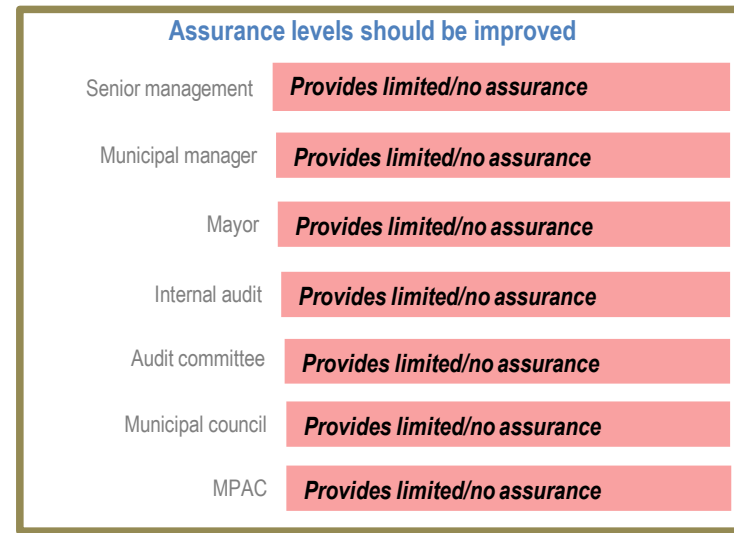 Assurance levels should be improved
Senior management Provides limited/no assurance
Municipal manager Provides limited/no assurance
Mayor Provides limited/no assurance
Internal audit Provides limited/no assurance
Audit committee Provides limited/no assurance
Municipal council Provides limited/no assurance
MPAC Provides limited/no assurance